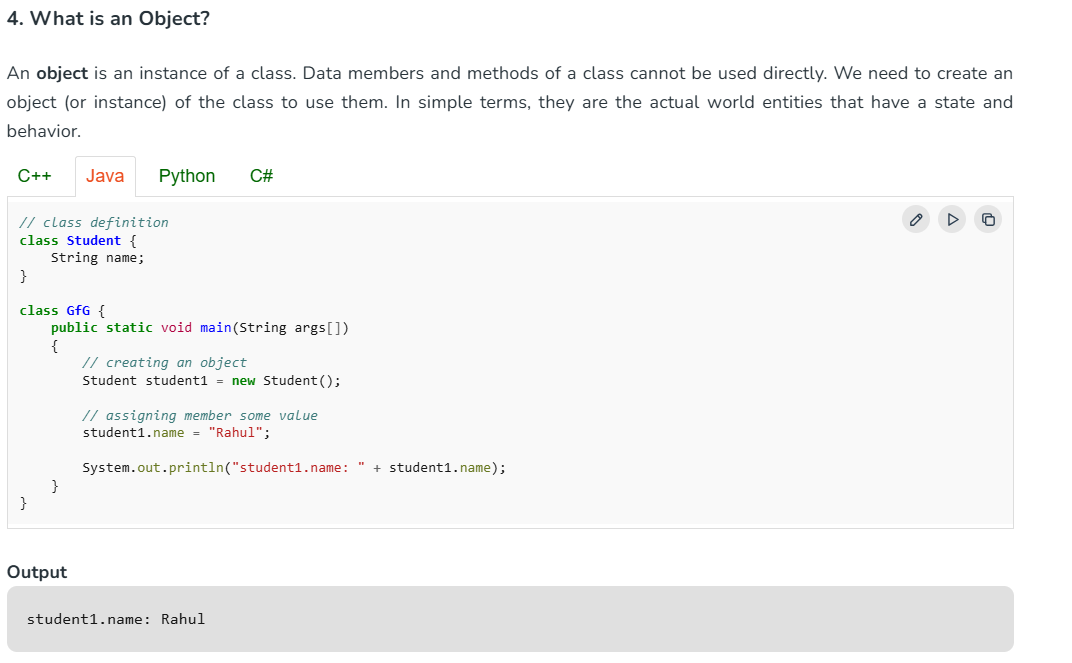 4. What is an Object?
An object is an instance of a class. Data members and methods of a class cannot be used directly. We need to create an
object (or instance) of the class to use them. In simple terms, they are the actual world entities that have a state and
behavior.
C++ Java Python C#
// class definition
class Student {
    String name;
}

class GfG {
    public static void main(String args[])
    {
        // creating an object
        Student student1 = new Student();

        // assigning member some value
        student1.name = "Rahul";

        System.out.println("student1.name: " + student1.name);
    }
}
Output
student1.name: Rahul